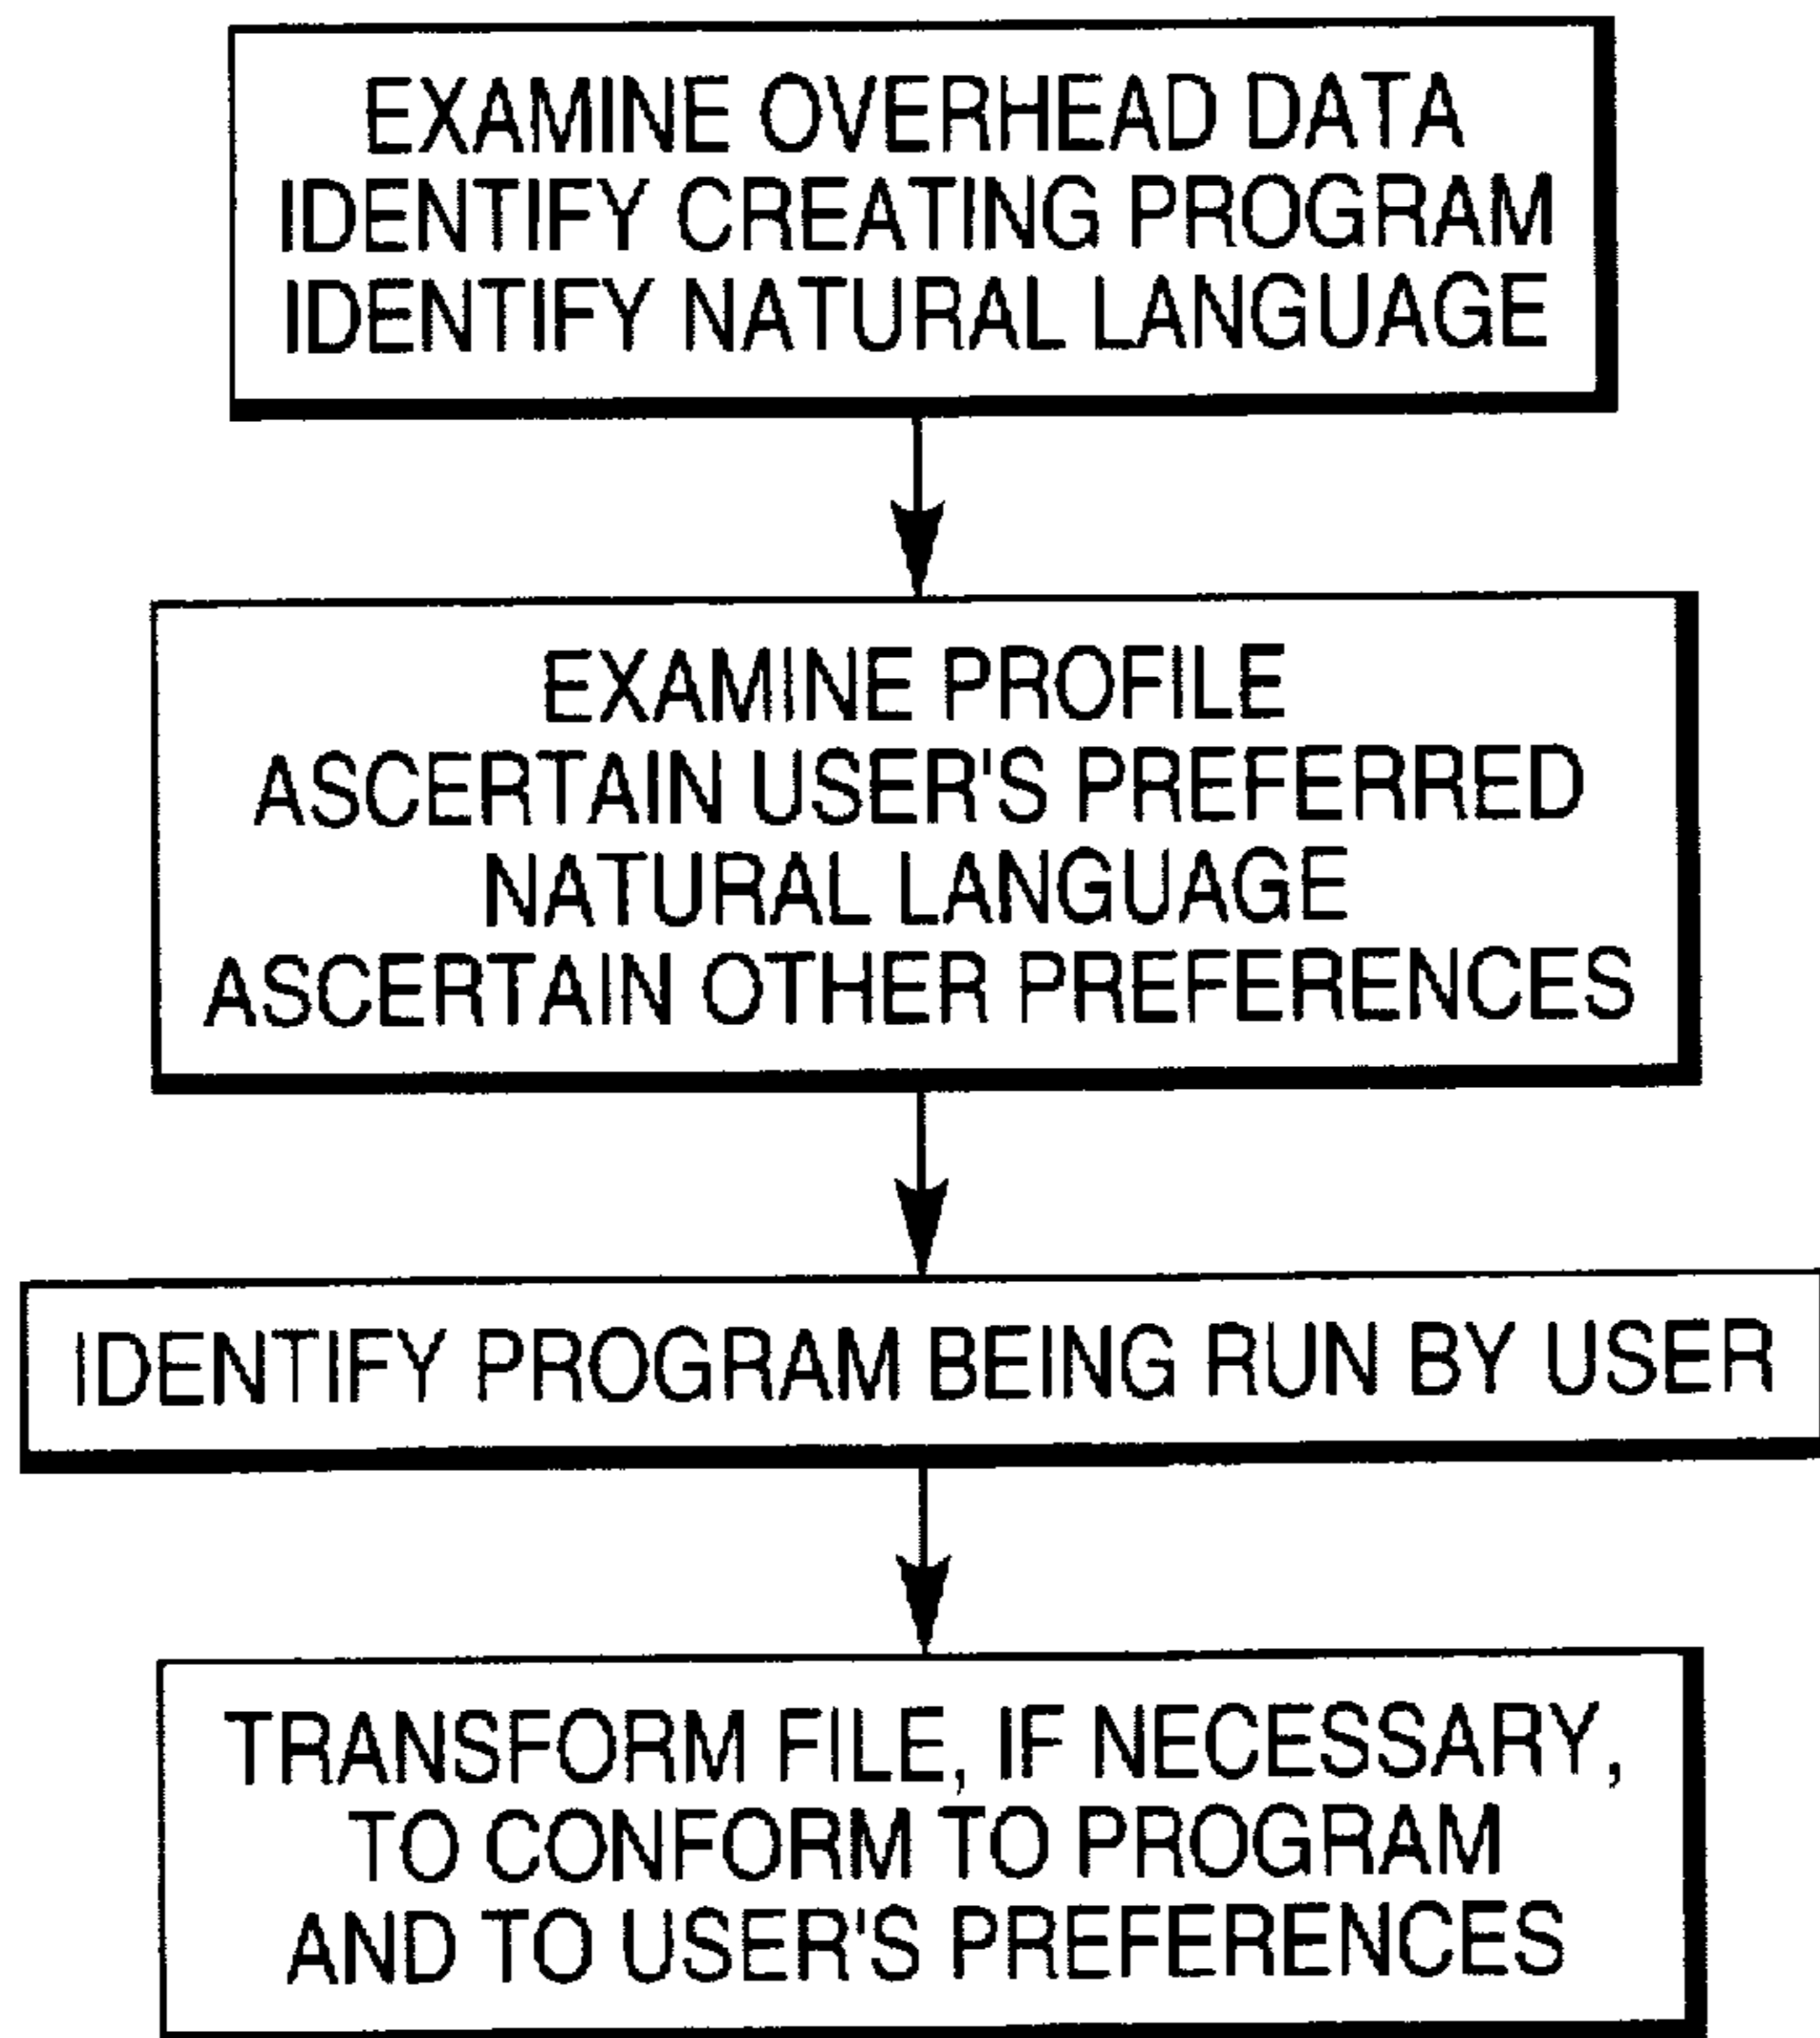 EXAMINE OVERHEAD DATA
IDENTIFY CREATING PROGRAM
IDENTIFY NATURAL LANGUAGE
EXAMINE PROFILE
ASCERTAIN USER'S PREFERRED
NATURAL LANGUAGE
ASCERTAIN OTHER PREFERENCES
IDENTIFY PROGRAM BEING RUN BY USER
TRANSFORM FILE, IF NECESSARY,
TO CONFORM TO PROGRAM
AND TO USER'S PREFERENCES